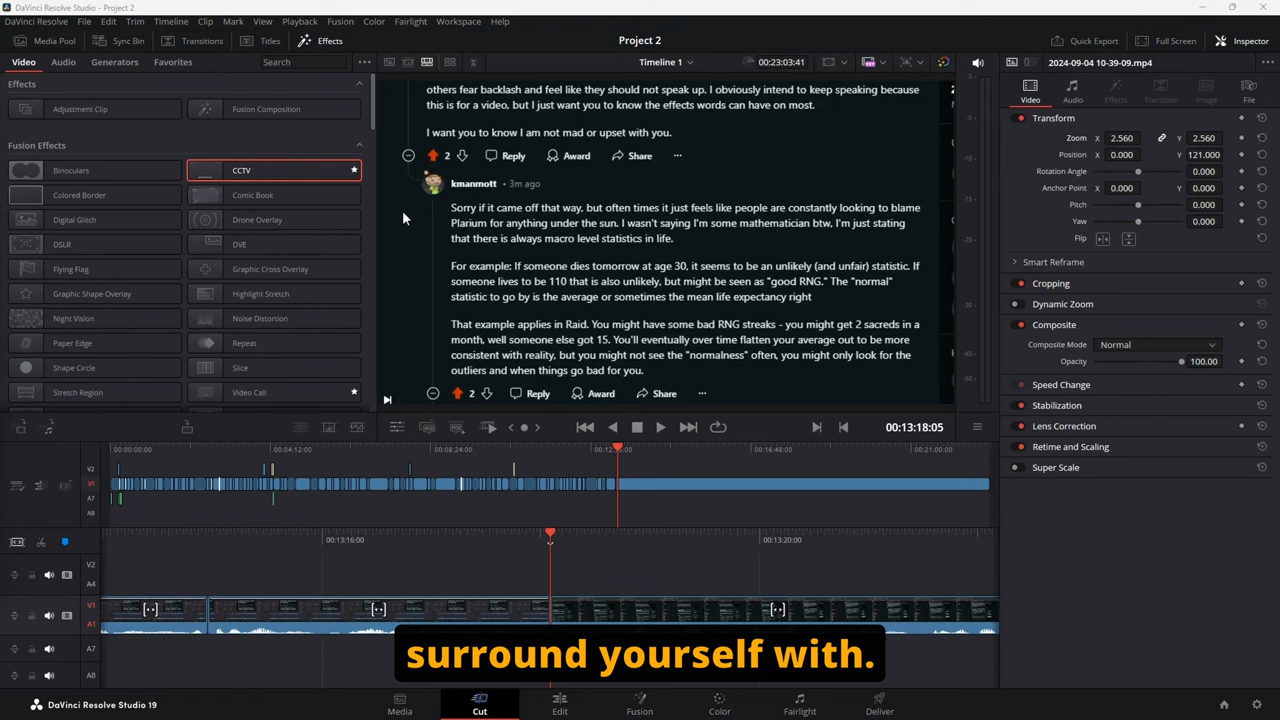 DaVinci Resolve Studio - Project 2
DaVinci Resolve File Edit Trim Timeline Clip Mark View Playback Fusion Color Fairlight Workspace Help
Media Pool Sync Bin Transitions Titles Effects Project 2 Quick Export Full Screen Inspector
Video Audio Generators Favorites Search Timeline 1 00:23:03:41 2024-09-04 10-39-09.mp4
Effects
Adjustment Clip Fusion Composition
Fusion Effects
Binoculars CCTV
Colored Border Comic Book
Digital Glitch Drone Overlay
DSLR DVE
Flying Flag Graphic Cross Overlay
Graphic Shape Overlay Highlight Stretch
Night Vision Noise Distortion
Paper Edge Repeat
Shape Circle Slice
Stretch Region Video Call
others fear backlash and feel like they should not speak up. I obviously intend to keep speaking because
this is for a video, but I just want you to know the effects words can have on most.
I want you to know I am not mad or upset with you.
2 Reply Award Share
kmanmott • 3m ago
Sorry if it came off that way, but often times it just feels like people are constantly looking to blame
Plarium for anything under the sun. I wasn't saying I'm some mathematician btw, I'm just stating
that there is always macro level statistics in life.
For example: If someone dies tomorrow at age 30, it seems to be an unlikely (and unfair) statistic. If
someone lives to be 110 that is also unlikely, but might be seen as "good RNG." The "normal"
statistic to go by is the average or sometimes the mean life expectancy right
That example applies in Raid. You might have some bad RNG streaks - you might get 2 sacreds in a
month, well someone else got 15. You'll eventually over time flatten your average out to be more
consistent with reality, but you might not see the "normalness" often, you might only look for the
outliers and when things go bad for you.
2 Reply Award Share
0
-5
-10
-15
-20
-30
-40
-50
Video Audio Effects Transition Image File
Transform
Zoom X 2.560 Y 2.560
Position X 0.000 Y 121.000
Rotation Angle 0.000
Anchor Point X 0.000 Y 0.000
Pitch 0.000
Yaw 0.000
Flip
Smart Reframe
Cropping
Dynamic Zoom
Composite
Composite Mode Normal
Opacity 100.00
Speed Change
Stabilization
Lens Correction
Retime and Scaling
Super Scale
00:13:18:05
00:00:00:00 00:04:12:00 00:08:24:00 00:16:48:00 00:21:00:00
V2
V1
A7
A8
00:13:16:00 00:13:20:00
V2
A4
V1
A1
A7
A8
surround yourself with.
DaVinci Resolve Studio 19 Media Cut Edit Fusion Color Fairlight Deliver